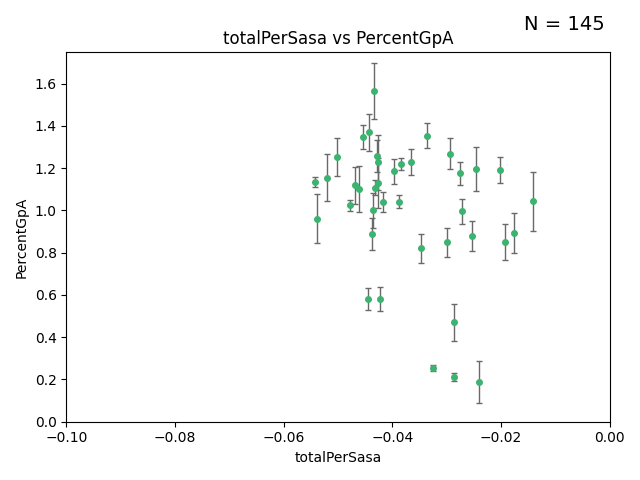 N = 145
totalPerSasa vs PercentGpA
PercentGpA
1.6
1.4
1.2
1.0
0.8
0.6
0.4
0.2
0.0
−0.10 −0.08 −0.06 −0.04 −0.02 0.00
totalPerSasa